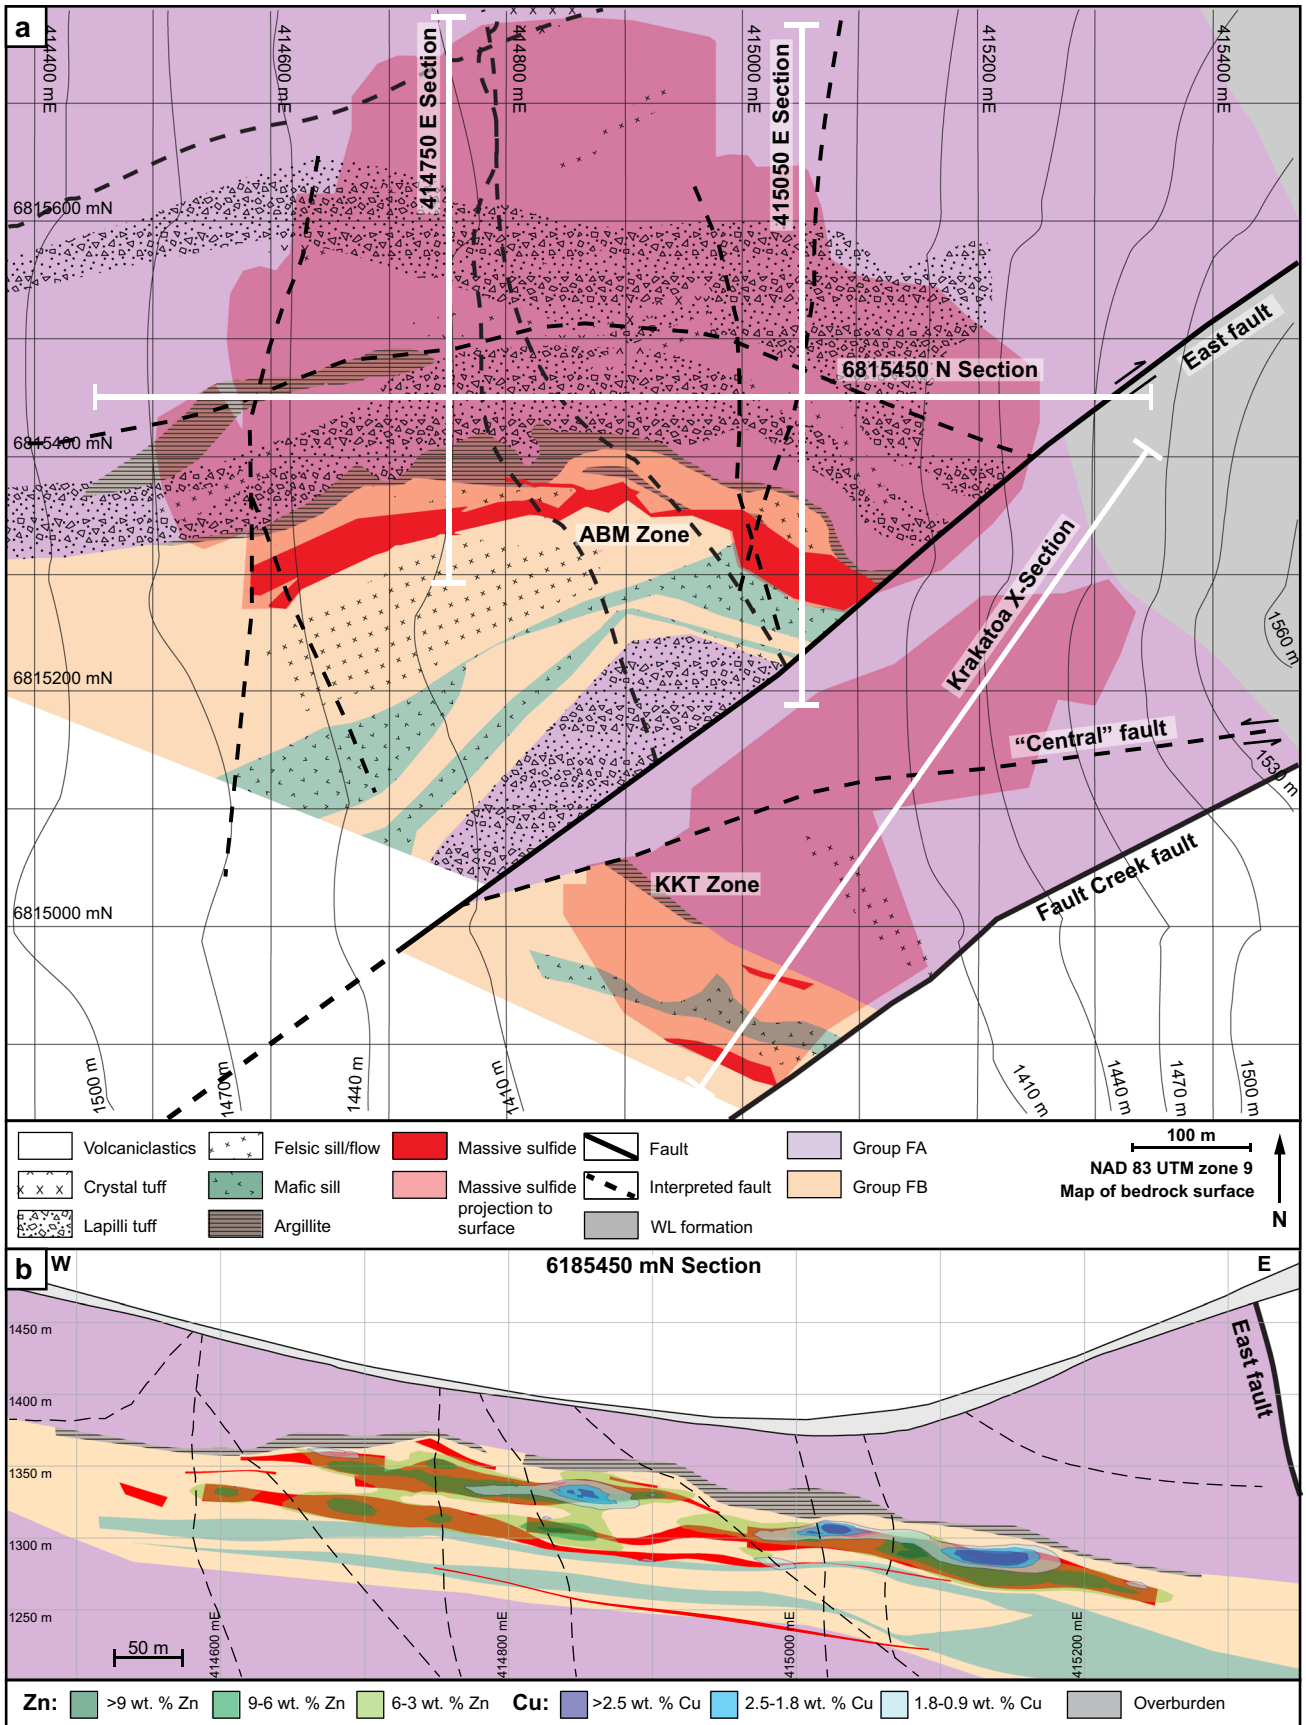 a
414400 mE
414600 mE
414750 E Section
414800 mE
415000 mE
415050 E Section
415200 mE
415400 mE
6815600 mN
East fault
6815450 N Section
6815400 mN
ABM Zone
Krakatoa X-Section
1560 m
6815200 mN
“Central” fault
1530 m
KKT Zone
Fault Creek fault
6815000 mN
1500 m
1470m
1440 m
1410 m
1410 m
1440 m
1470 m
1500 m
Volcaniclastics
Felsic sill/flow
Massive sulfide
Fault
Group FA
100 m
Crystal tuff
Mafic sill
Massive sulfide
projection to
surface
Interpreted fault
Group FB
NAD 83 UTM zone 9
Map of bedrock surface
Lapilli tuff
Argillite
WL formation
N
b
W
6185450 mN Section
E
1450 m
East fault
1400 m
1350 m
1300 m
1250 m
414600 mE
414800 mE
415000 mE
415200 mE
50 m
Zn: >9 wt. % Zn 9-6 wt. % Zn 6-3 wt. % Zn Cu: >2.5 wt. % Cu 2.5-1.8 wt. % Cu 1.8-0.9 wt. % Cu Overburden